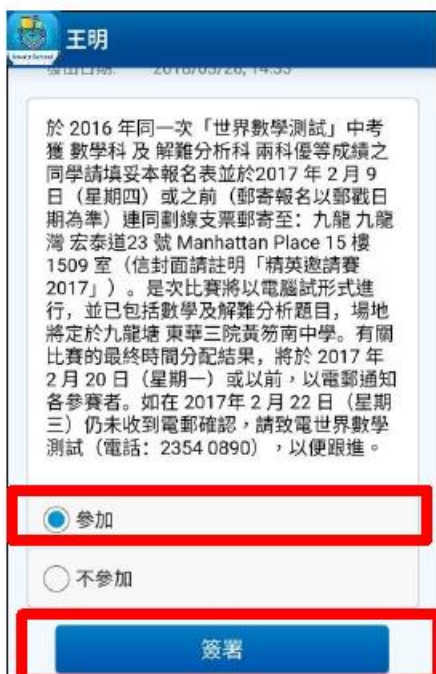 王明
發出日期: 2016/05/26, 14:33
於 2016 年同一次「世界數學測試」中考
獲 數學科 及 解難分析科 兩科優等成績之
同學請填妥本報名表並於2017 年 2 月 9
日（星期四）或之前（郵寄報名以郵戳日
期為準）連同劃線支票郵寄至：九龍 九龍
灣 宏泰道23 號 Manhattan Place 15 樓
1509 室（信封面請註明「精英邀請賽
2017」）。是次比賽將以電腦試形式進
行，並已包括數學及解難分析題目，場地
將定於九龍塘 東華三院黃笏南中學。有關
比賽的最終時間分配結果，將於 2017 年
2 月 20 日（星期一）或以前，以電郵通知
各參賽者。如在 2017年 2 月 22 日（星期
三）仍未收到電郵確認，請致電世界數學
測試（電話：2354 0890），以便跟進。
參加
不參加
簽署